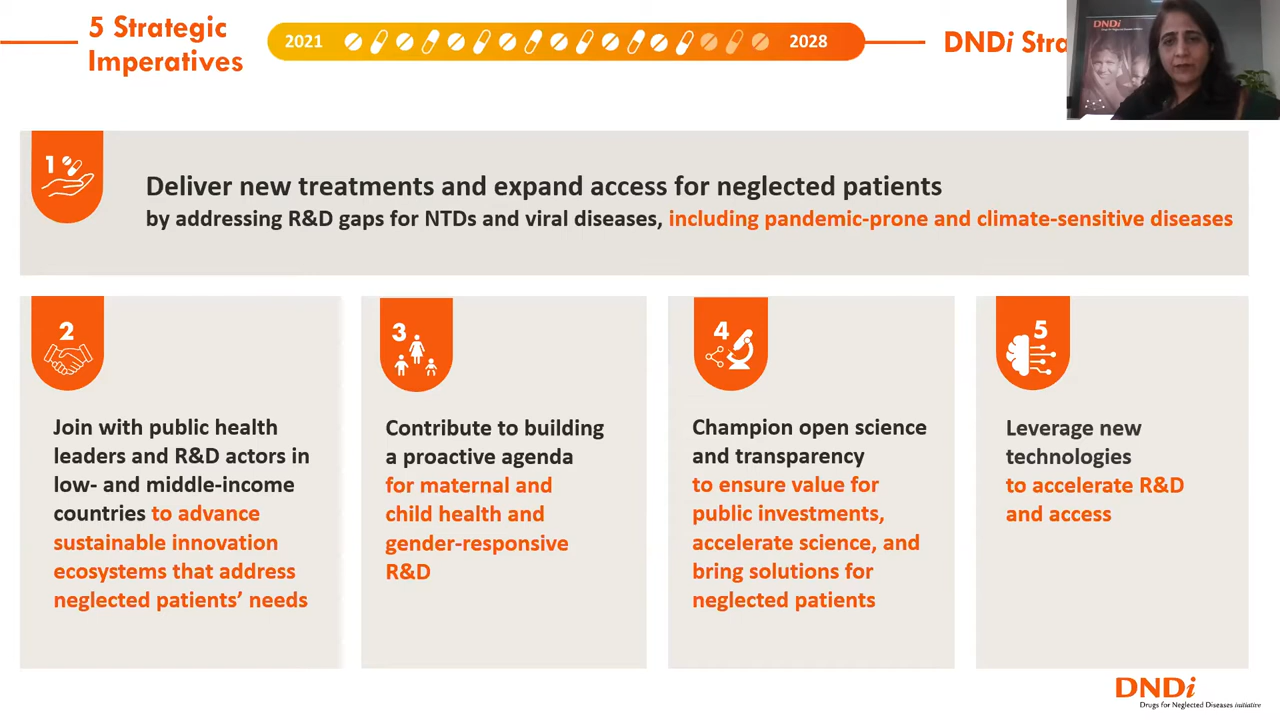 5 Strategic
Imperatives
2021
2028
DNDi
DNDi
1
Deliver new treatments and expand access for neglected patients
by addressing R&D gaps for NTDs and viral diseases, including pandemic-prone and climate-sensitive diseases
2
Join with public health
leaders and R&D actors in
low- and middle-income
countries to advance
sustainable innovation
ecosystems that address
neglected patients’ needs
3
Contribute to building
a proactive agenda
for maternal and
child health and
gender-responsive
R&D
4
Champion open science
and transparency
to ensure value for
public investments,
accelerate science, and
bring solutions for
neglected patients
5
Leverage new
technologies
to accelerate R&D
and access
DNDi
Drugs for Neglected Diseases initiative